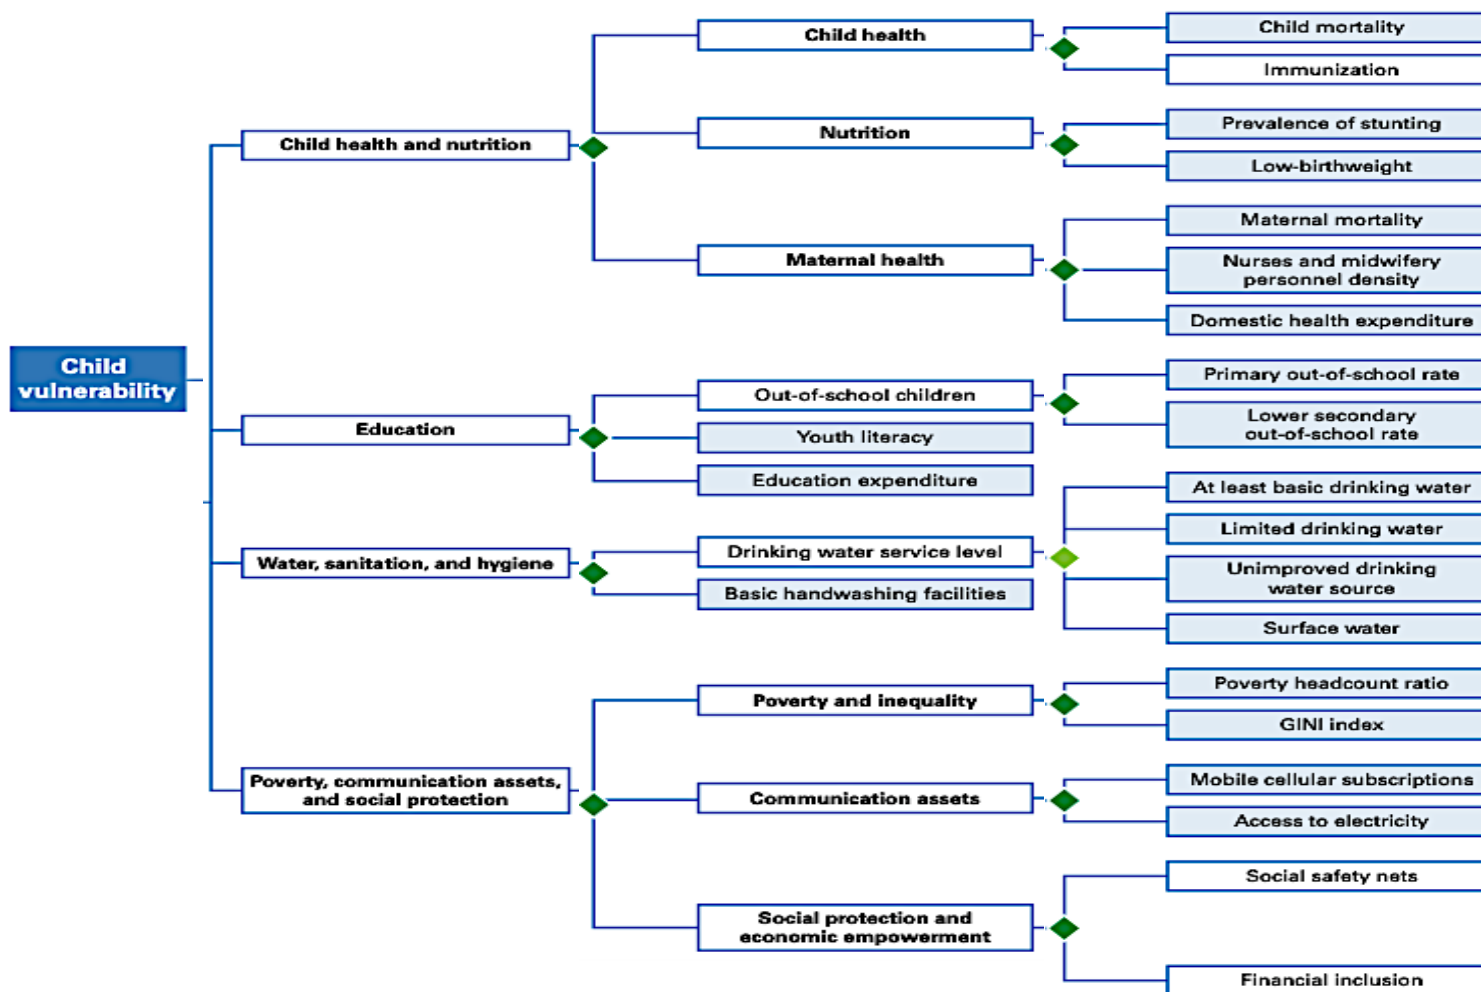 Child mortality
Child health
Immunization
Prevalence of stunting
Nutrition
Child health and nutrition
Low-birthweight
Maternal mortality
Maternal health
Nurses and midwifery
personnel density
Domestic health expenditure
Child
vulnerability
Primary out-of-school rate
Out-of-school children
Lower secondary
out-of-school rate
Education
Youth literacy
Education expenditure
At least basic drinking water
Limited drinking water
Drinking water service level
Water, sanitation, and hygiene
Unimproved drinking
water source
Basic handwashing facilities
Surface water
Poverty headcount ratio
Poverty and inequality
GINI index
Poverty, communication assets,
and social protection
Mobile cellular subscriptions
Communication assets
Access to electricity
Social safety nets
Social protection and
economic empowerment
Financial inclusion